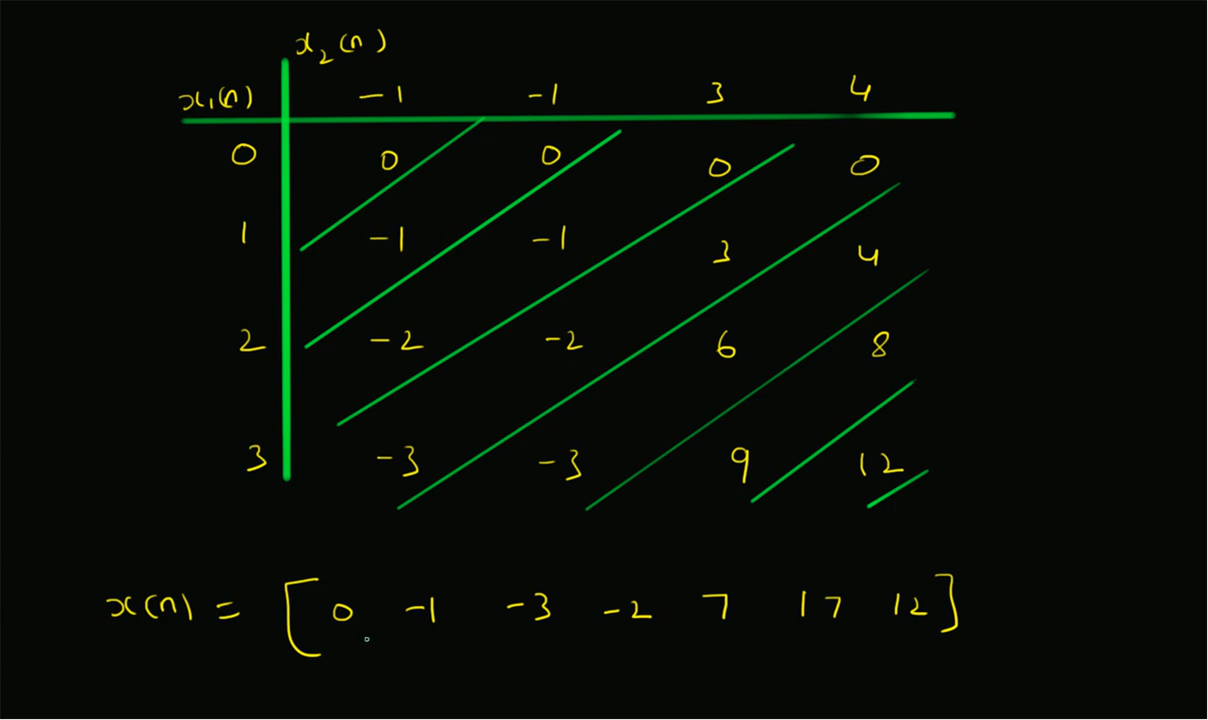 x₂(n)
x₁(n) -1 -1 3 4
0 0 0 0 0
1 -1 -1 3 4
2 -2 -2 6 8
3 -3 -3 9 12
x(n) = [0 -1 -3 -2 7 17 12]